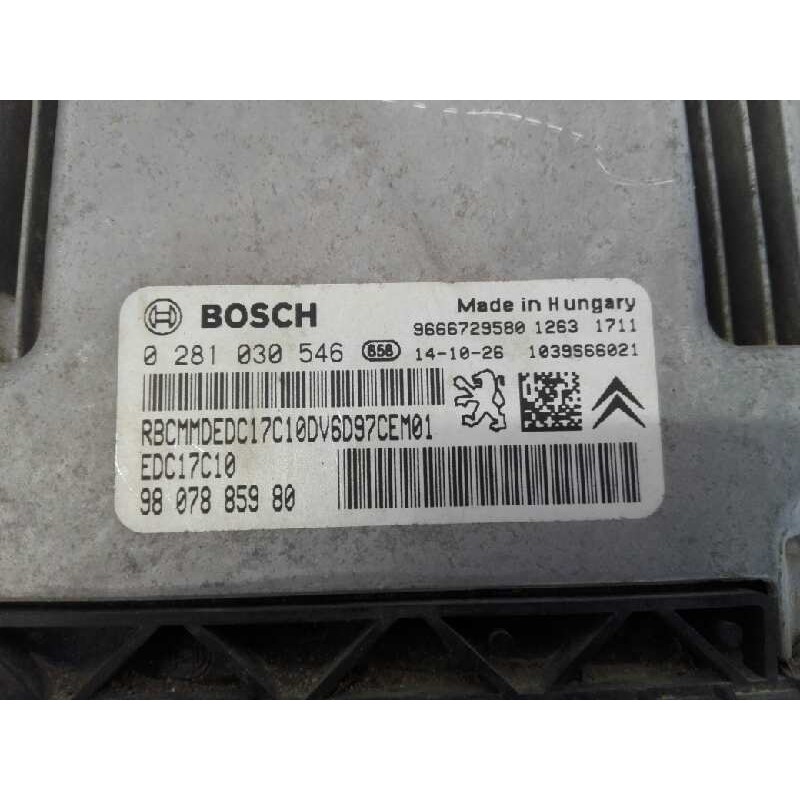 BOSCH
Made in Hungary
9666729580 1263 1711
0 281 030 546 858 14-10-26 1039S66021
RBCMMDEDC17C10DV6D97CEM01
EDC17C10
98 078 859 80